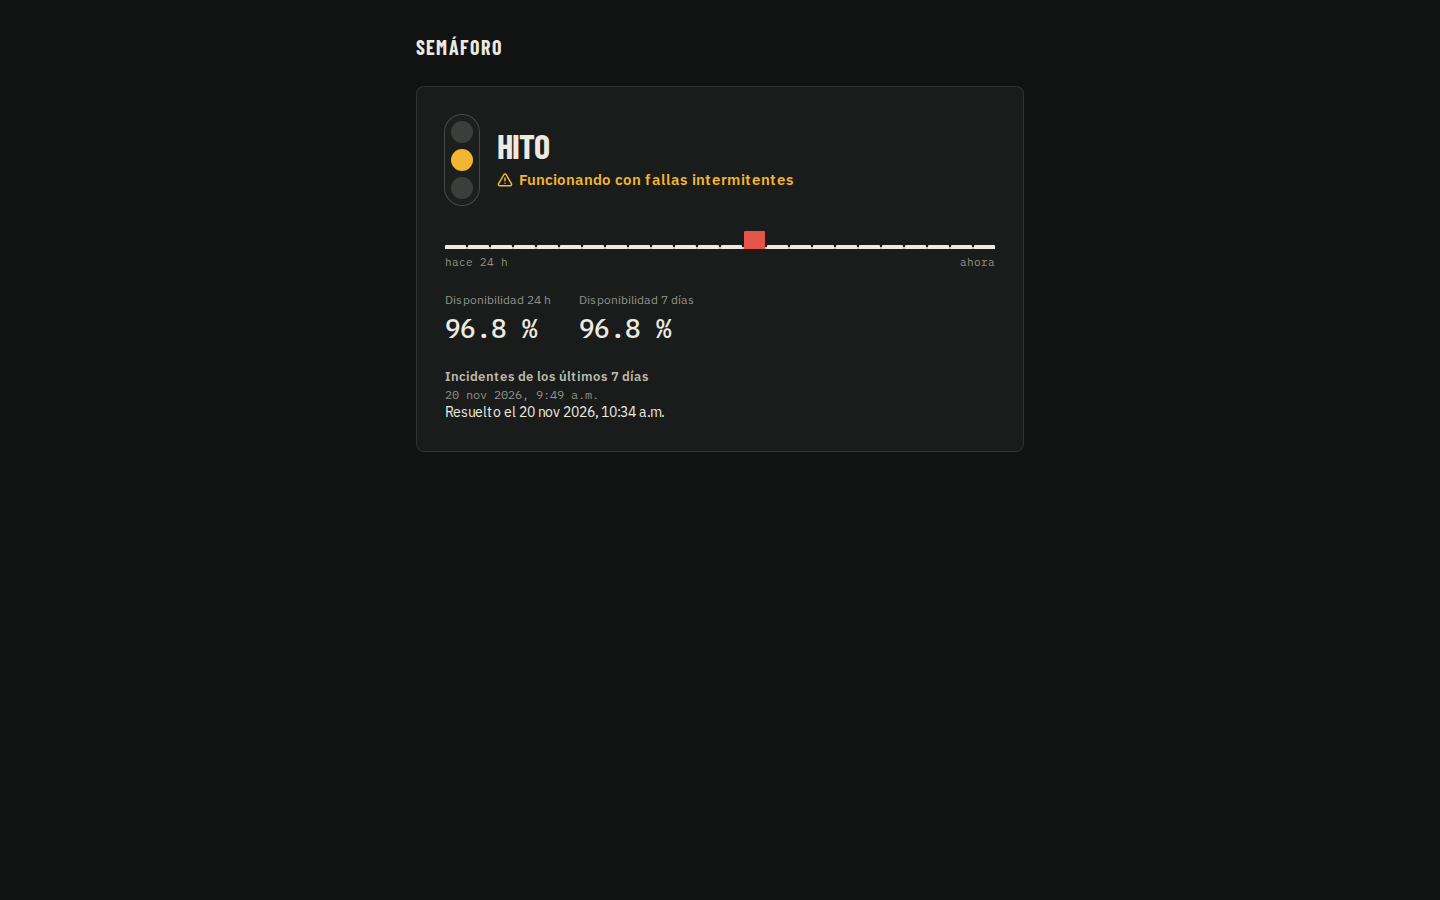 SEMÁFORO
HITO
Funcionando con fallas intermitentes
hace 24 h
ahora
Disponibilidad 24 h
Disponibilidad 7 días
96.8 %
96.8 %
Incidentes de los últimos 7 días
20 nov 2026, 9:49 a.m.
Resuelto el 20 nov 2026, 10:34 a.m.